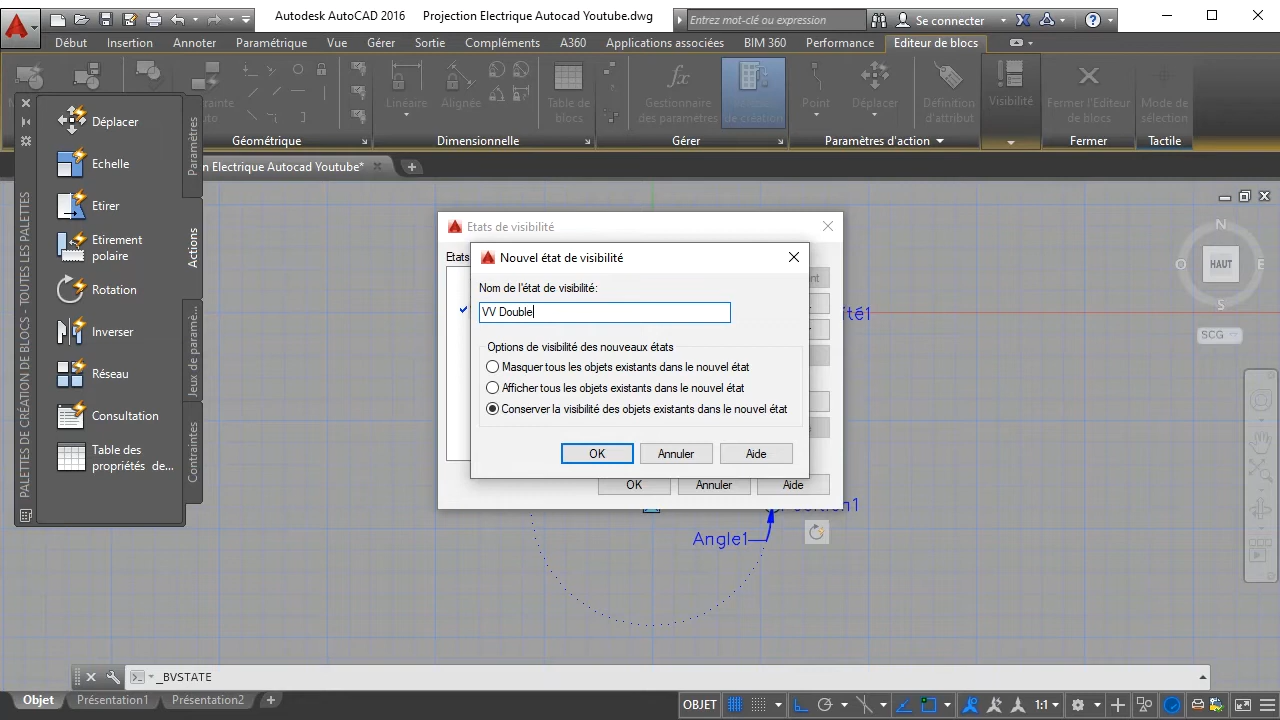 Autodesk AutoCAD 2016 Projection Electrique Autocad Youtube.dwg
Entrez mot-clé ou expression
Se connecter
Début Insertion Annoter Paramétrique Vue Gérer Sortie Compléments A360 Applications associées BIM 360 Performance Editeur de blocs
Linéaire Alignée Table de blocs Gestionnaire des paramètres de création Point Déplacer Définition d'attribut Visibilité Fermer l'Editeur de blocs Mode de sélection
Géométrique Dimensionnelle Gérer Paramètres d'action Fermer Tactile
n Electrique Autocad Youtube*
PALETTES DE CRÉATION DE BLOCS - TOUTES LES PALETTES
Déplacer
Echelle
Etirer
Etirement
polaire
Rotation
Inverser
Réseau
Consultation
Table des
propriétés de...
Paramètres
Actions
Jeux de paramè...
Contraintes
Etats de visibilité
Etats
Nouvel état de visibilité
Nom de l'état de visibilité:
VV Double
Options de visibilité des nouveaux états
Masquer tous les objets existants dans le nouvel état
Afficher tous les objets existants dans le nouvel état
Conserver la visibilité des objets existants dans le nouvel état
OK Annuler Aide
OK Annuler Aide
ité1
Position1
Angle1
N
O HAUT E
S
SCG
_BVSTATE
Objet Présentation1 Présentation2
OBJET 1:1